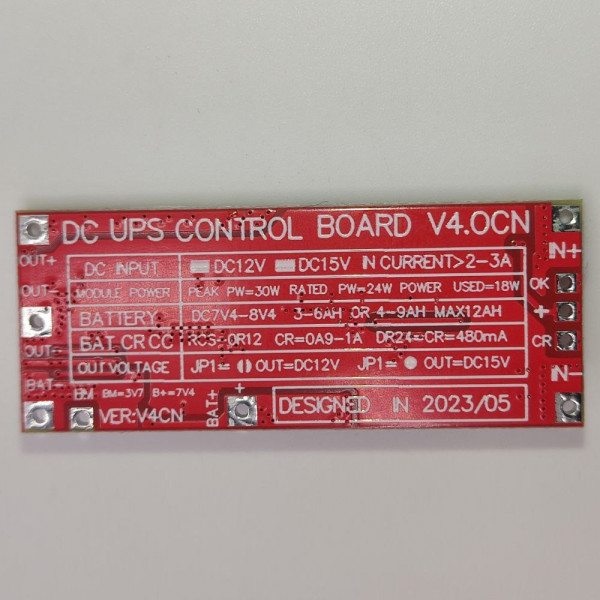 DC UPS CONTROL BOARD V4.0CN
OUT+
IN+
DC INPUT DC12V DC15V IN CURRENT>2-3A
OUT-
MODULE POWER PEAK PW=30W RATED PW=24W POWER USED=18W
OK
BATTERY DC7V4-8V4 3-6AH OR 4-9AH MAX12AH
+
OUT-
BAT CR CC RCS-0R12 CR=0A9-1A DR24=CR=480mA
CR
OUT VOLTAGE JP1= OUT=DC12V JP1= OUT=DC15V
IN-
BAT-
BM BM=3V7 B+=7V4
+
VER:V4CN
BAT-
DESIGNED IN 2023/05